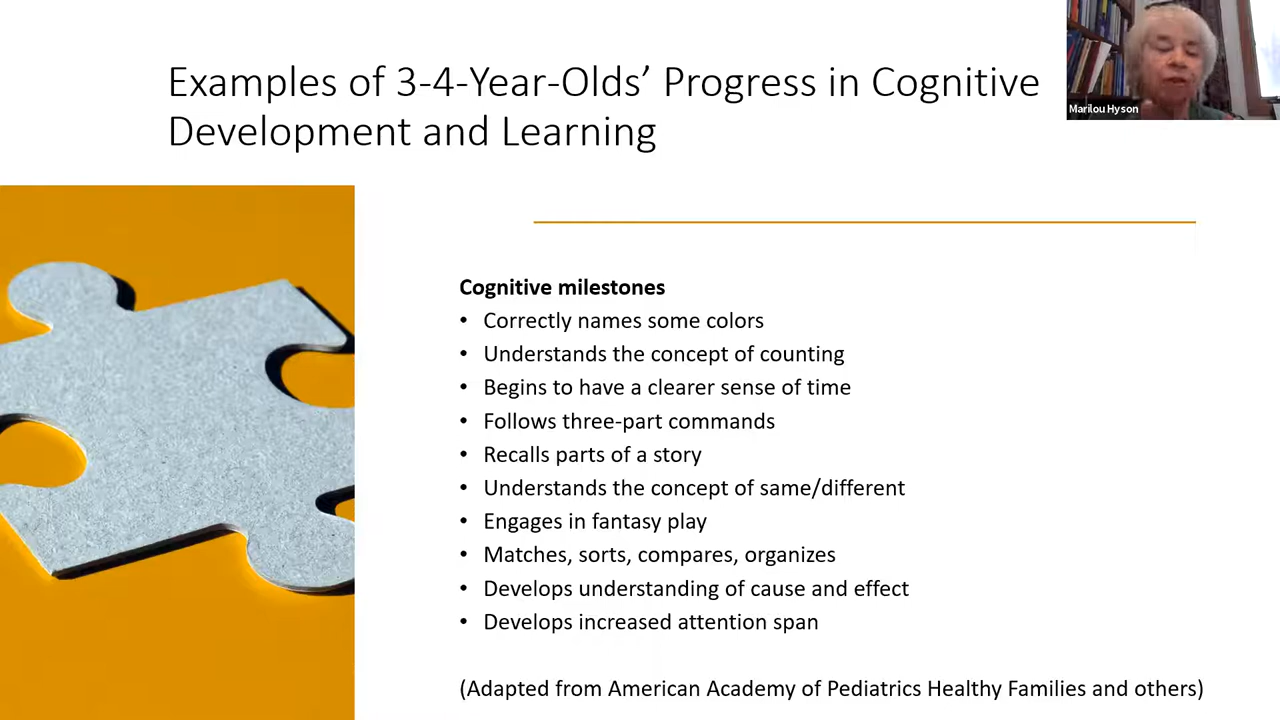 Examples of 3-4-Year-Olds’ Progress in Cognitive
Development and Learning
Marilou Hyson
Cognitive milestones
• Correctly names some colors
• Understands the concept of counting
• Begins to have a clearer sense of time
• Follows three-part commands
• Recalls parts of a story
• Understands the concept of same/different
• Engages in fantasy play
• Matches, sorts, compares, organizes
• Develops understanding of cause and effect
• Develops increased attention span
(Adapted from American Academy of Pediatrics Healthy Families and others)